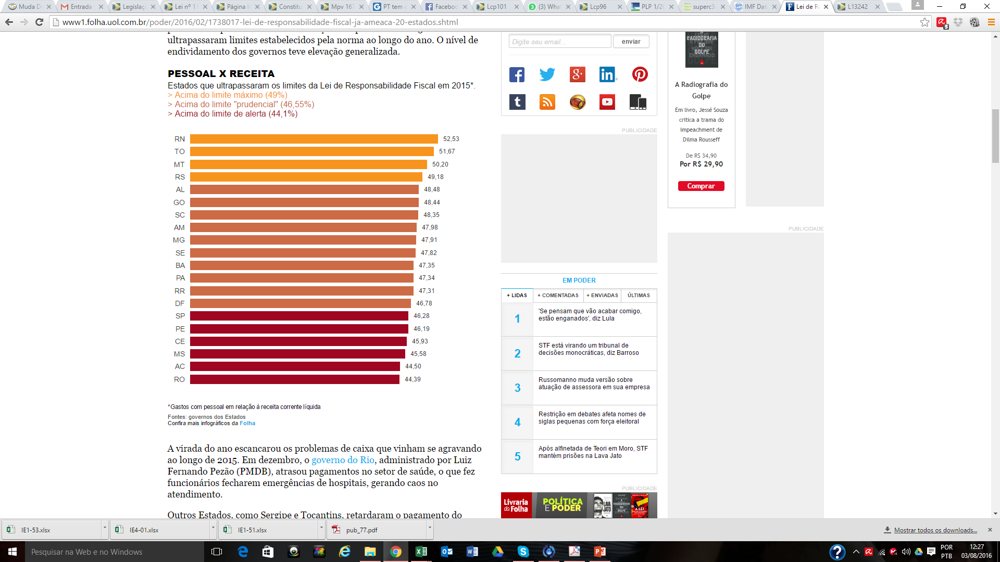 Muda D
Entrada
Legislaç
Lei nº 1
Página I
Constitu
Mpv 167
PT tem c
Faceboo
Lcp101
(3) What
Lcp96
PLP 1/20
superc3
IMF Dat
Lei de R
L13242
www1.folha.uol.com.br/poder/2016/02/1738017-lei-de-responsabilidade-fiscal-ja-ameaca-20-estados.shtml
ultrapassaram limites estabelecidos pela norma ao longo do ano. O nível de
endividamento dos governos teve elevação generalizada.
PESSOAL X RECEITA
Estados que ultrapassaram os limites da Lei de Responsabilidade Fiscal em 2015*.
> Acima do limite máximo (49%)
> Acima do limite "prudencial" (46,55%)
> Acima do limite de alerta (44,1%)
RN 52,53
TO 51,67
MT 50,20
RS 49,18
AL 48,48
GO 48,44
SC 48,35
AM 47,98
MG 47,91
SE 47,82
BA 47,35
PA 47,34
RR 47,31
DF 46,78
SP 46,28
PE 46,19
CE 45,93
MS 45,58
AC 44,50
RO 44,39
*Gastos com pessoal em relação à receita corrente líquida
Fontes: governos dos Estados
Confira mais infográficos da Folha
A virada do ano escancarou os problemas de caixa que vinham se agravando
ao longo de 2015. Em dezembro, o governo do Rio, administrado por Luiz
Fernando Pezão (PMDB), atrasou pagamentos no setor de saúde, o que fez
funcionários fecharem emergências de hospitais, gerando caos no
atendimento.
Outros Estados, como Sergipe e Tocantins, retardaram o pagamento do
Digite seu email...
enviar
PUBLICIDADE
EM PODER
+ LIDAS
+ COMENTADAS
+ ENVIADAS
ÚLTIMAS
1
'Se pensam que vão acabar comigo,
estão enganados', diz Lula
2
STF está virando um tribunal de
decisões monocráticas, diz Barroso
3
Russomanno muda versão sobre
atuação de assessora em sua empresa
4
Restrição em debates afeta nomes de
siglas pequenas com força eleitoral
5
Após alfinetada de Teori em Moro, STF
mantém prisões na Lava Jato
PUBLICIDADE
Livraria
da Folha
POLÍTICA
E PODER
LAVA
JATO
A RADIOGRAFIA
DO
GOLPE
A LEI
A RADIOGRAFIA
DO
GOLPE
A Radiografia do
Golpe
Em livro, Jessé Souza
critica a trama do
impeachment de
Dilma Rousseff
De R$ 34,90
Por R$ 29,90
Comprar
PUBLICIDADE
IE1-53.xlsx
IE4-01.xlsx
IE1-51.xlsx
pub_77.pdf
Mostrar todos os downloads...
Pesquisar na Web e no Windows
POR
PTB
12:27
03/08/2016